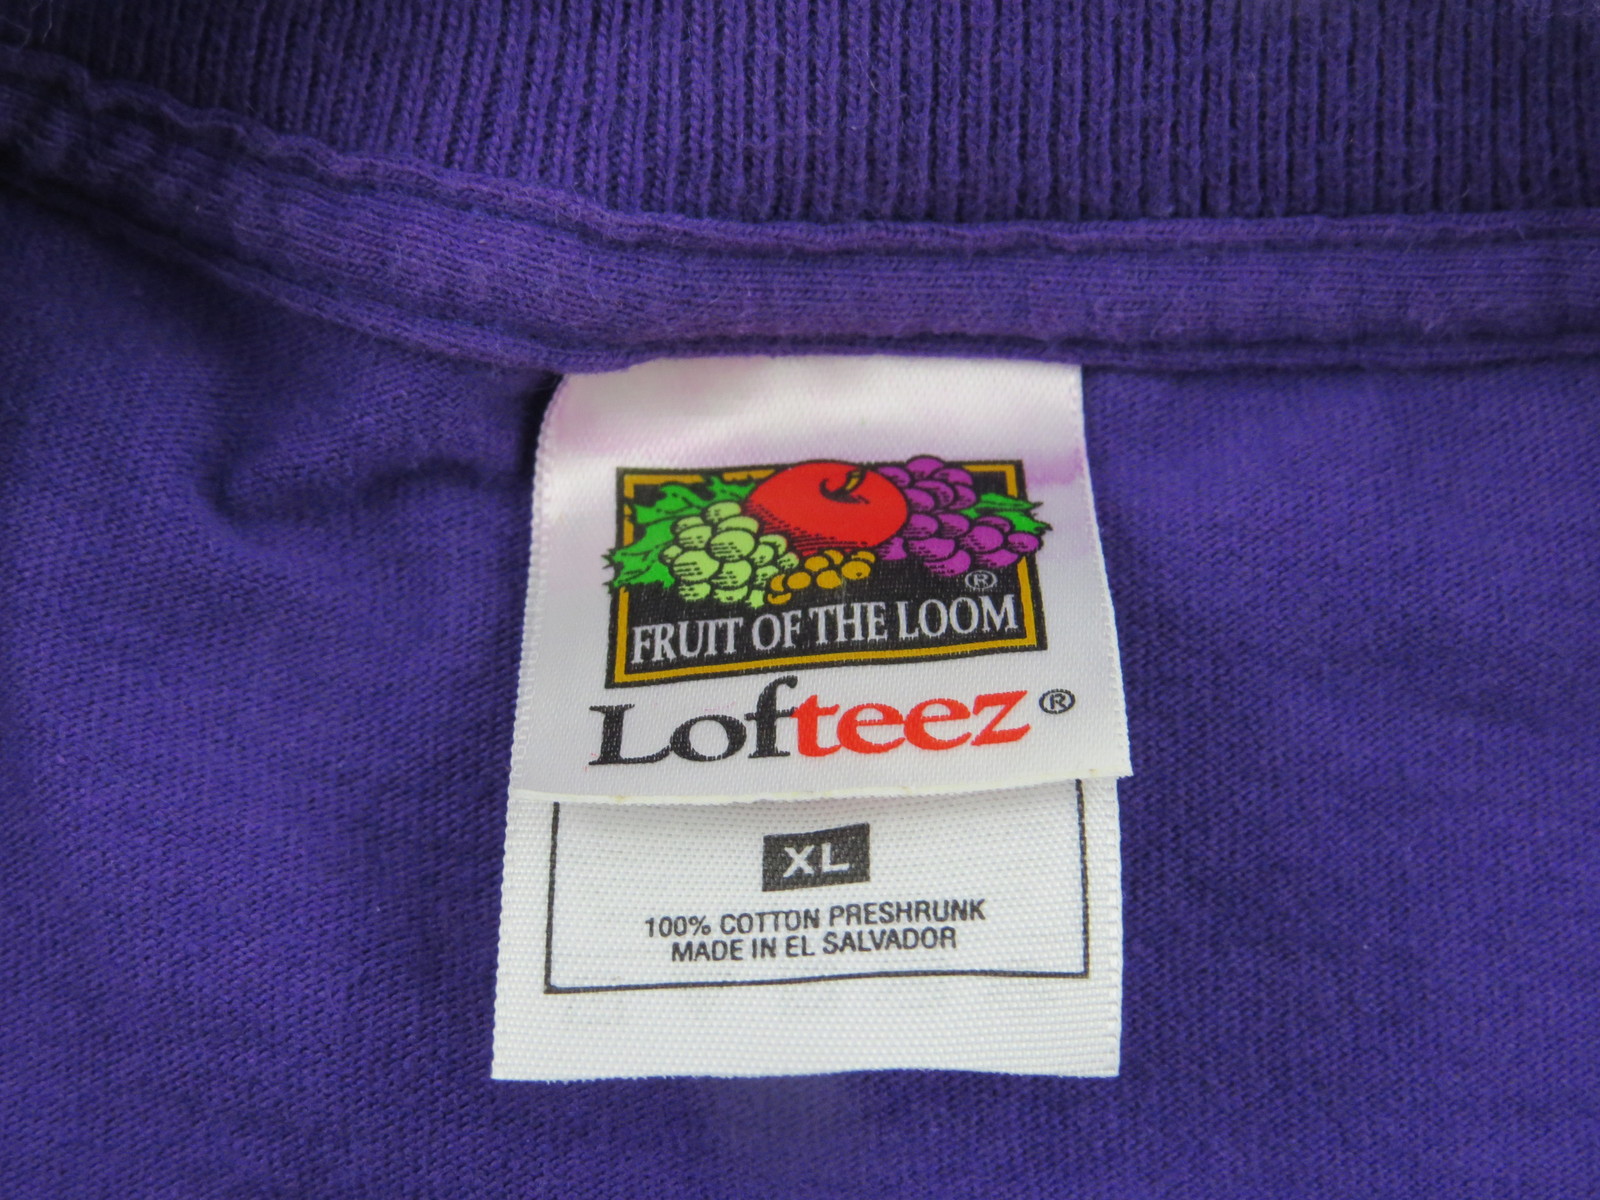 ®
FRUIT OF THE LOOM
Lofteez®
XL
100% COTTON PRESHRUNK
MADE IN EL SALVADOR